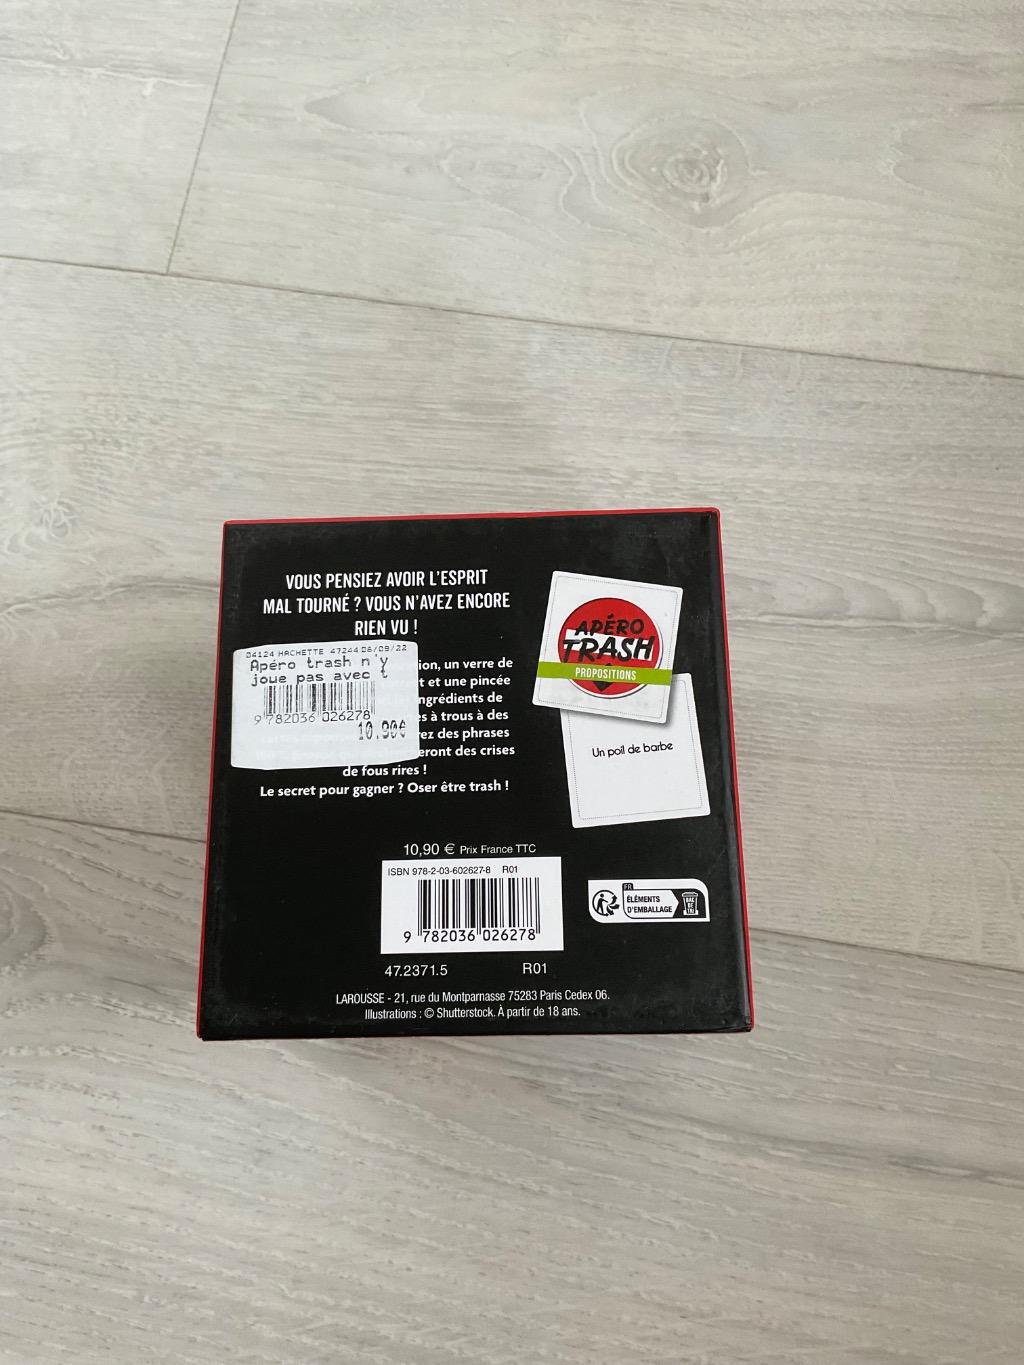 VOUS PENSIEZ AVOIR L'ESPRIT
MAL TOURNÉ ? VOUS N'AVEZ ENCORE
RIEN VU !
04124 HACHETTE 47244 06/09/22
Apéro trash n'y
joue pas avec t
9 782036 026278
10.90€
un verre de
et une pincée
ingrédients de
à trous à des
des phrases
des crises
de fous rires !
Le secret pour gagner ? Oser être trash !
APÉRO
TRASH
PROPOSITIONS
Un poil de barbe
10,90 € Prix France TTC
ISBN 978-2-03-602627-8 R01
9 782036 026278
FR
ÉLÉMENTS
D'EMBALLAGE
BAC
DE
TRI
47.2371.5 R01
LAROUSSE - 21, rue du Montparnasse 75283 Paris Cedex 06.
Illustrations : © Shutterstock. À partir de 18 ans.